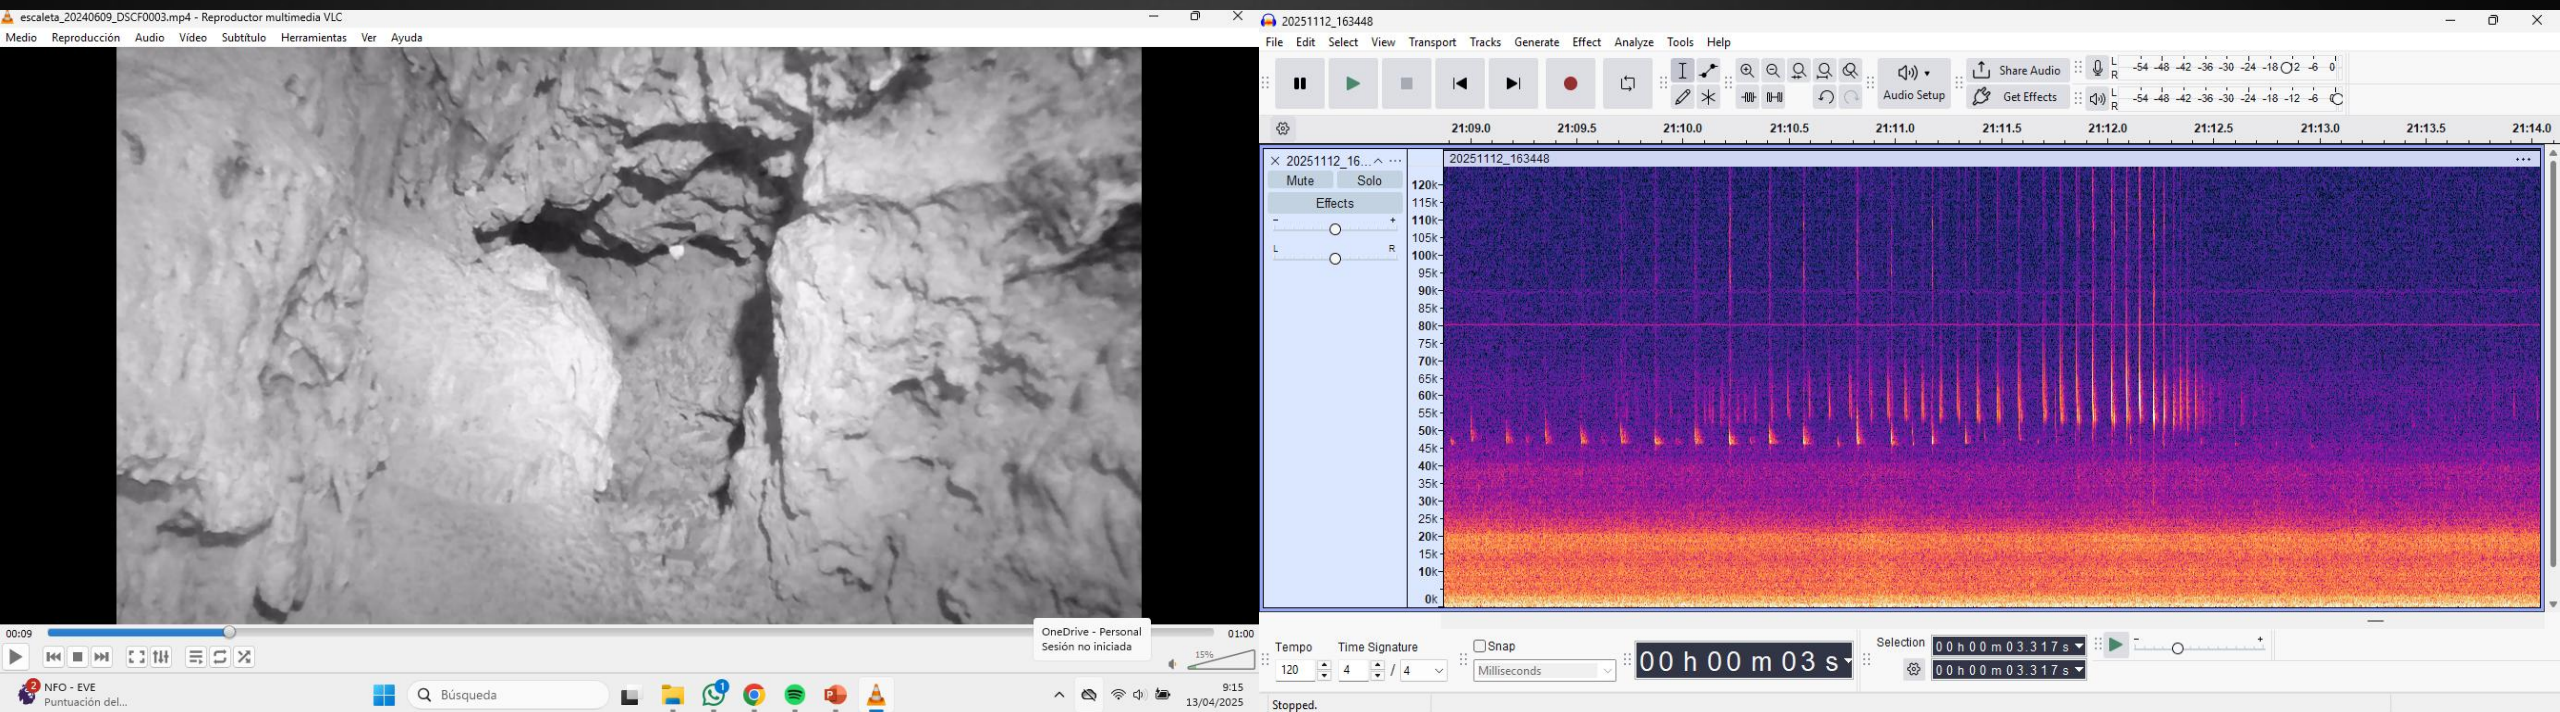 escaleta_20240609_DSCF0003.mp4 - Reproductor multimedia VLC
Medio Reproducción Audio Vídeo Subtítulo Herramientas Ver Ayuda
00:09
01:00
OneDrive - Personal
Sesión no iniciada
15%
2
NFO - EVE
Puntuación del...
Búsqueda
1
9:15
13/04/2025
20251112_163448
File Edit Select View Transport Tracks Generate Effect Analyze Tools Help
Audio Setup
Share Audio
Get Effects
L
R
-54 -48 -42 -36 -30 -24 -18 -12 -6 0
L
R
-54 -48 -42 -36 -30 -24 -18 -12 -6 0
21:09.0 21:09.5 21:10.0 21:10.5 21:11.0 21:11.5 21:12.0 21:12.5 21:13.0 21:13.5 21:14.0
20251112_16...
Mute Solo
Effects
- +
L R
20251112_163448
120k
115k
110k
105k
100k
95k
90k
85k
80k
75k
70k
65k
60k
55k
50k
45k
40k
35k
30k
25k
20k
15k
10k
0k
Tempo
120
Time Signature
4 / 4
Snap
Milliseconds
00 h 00 m 03 s
Selection
00 h 00 m 03.317 s
00 h 00 m 03.317 s
- +
Stopped.